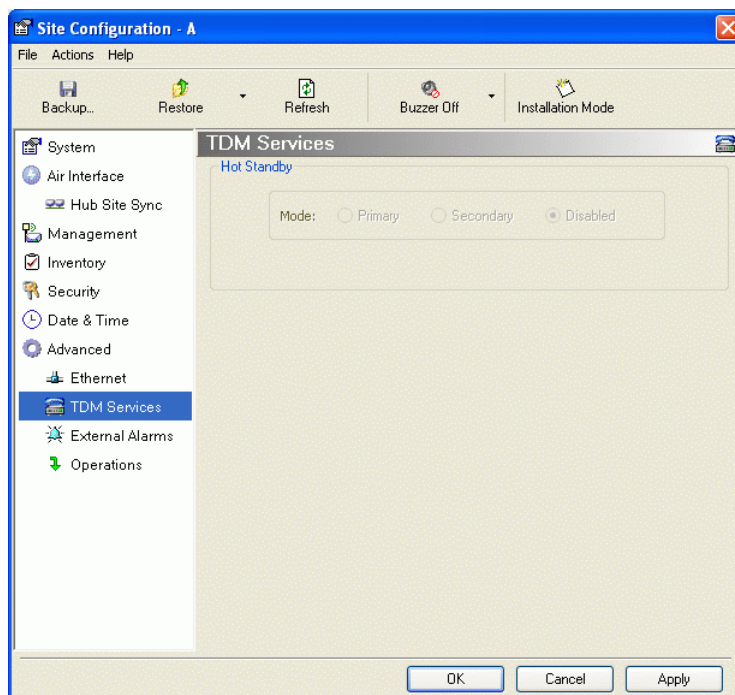 Site Configuration - A
File Actions Help
Backup... Restore Refresh Buzzer Off Installation Mode
System
Air Interface
Hub Site Sync
Management
Inventory
Security
Date & Time
Advanced
Ethernet
TDM Services
External Alarms
Operations
TDM Services
Hot Standby
Mode: Primary Secondary Disabled
OK Cancel Apply